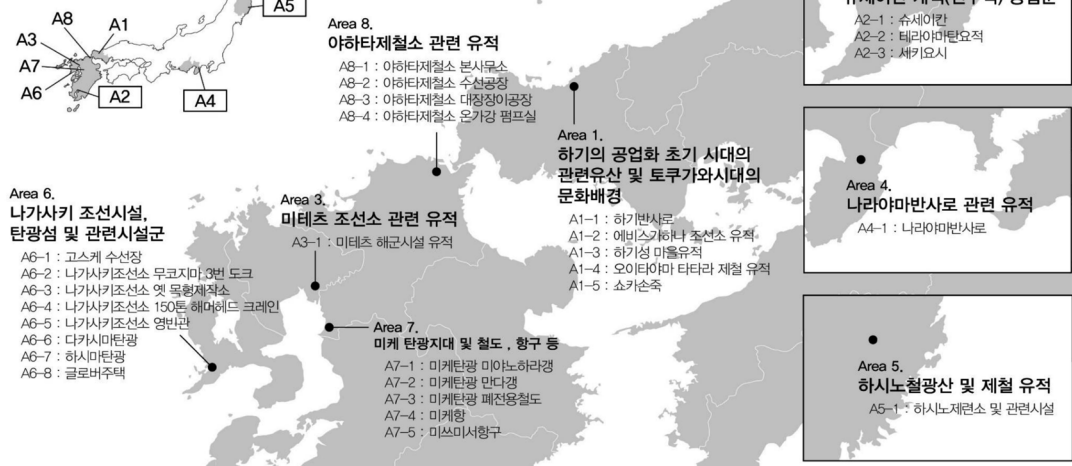 A8
A1
A5
A3
A7
A6
A2
A4
Area 8.
야하타제철소 관련 유적
A8-1 : 야하타제철소 본사무소
A8-2 : 야하타제철소 수선공장
A8-3 : 야하타제철소 대장장이공장
A8-4 : 야하타제철소 온가강 펌프실
A2-1 : 슈세이칸
A2-2 : 테라야마탄요적
A2-3 : 세키요시
Area 1.
하기의 공업화 초기 시대의
관련유산 및 토쿠가와시대의
문화배경
A1-1 : 하기반사로
A1-2 : 에비스가하나 조선소 유적
A1-3 : 하기성 마을유적
A1-4 : 오이타야마 타타라 제철 유적
A1-5 : 쇼카손죽
Area 6.
나가사키 조선시설,
탄광섬 및 관련시설군
A6-1 : 고스케 수선장
A6-2 : 나가사키조선소 무코지마 3번 도크
A6-3 : 나가사키조선소 옛 목형제작소
A6-4 : 나가사키조선소 150톤 해머헤드 크레인
A6-5 : 나가사키조선소 영빈관
A6-6 : 다카시마탄광
A6-7 : 하시마탄광
A6-8 : 글로버주택
Area 3.
미테츠 조선소 관련 유적
A3-1 : 미테츠 해군시설 유적
Area 7.
미케 탄광지대 및 철도 , 항구 등
A7-1 : 미케탄광 미야노하라갱
A7-2 : 미케탄광 만다갱
A7-3 : 미케탄광 폐전용철도
A7-4 : 미케항
A7-5 : 미쓰미서항구
Area 4.
나라야마반사로 관련 유적
A4-1 : 나라야마반사로
Area 5.
하시노철광산 및 제철 유적
A5-1 : 하시노제련소 및 관련시설